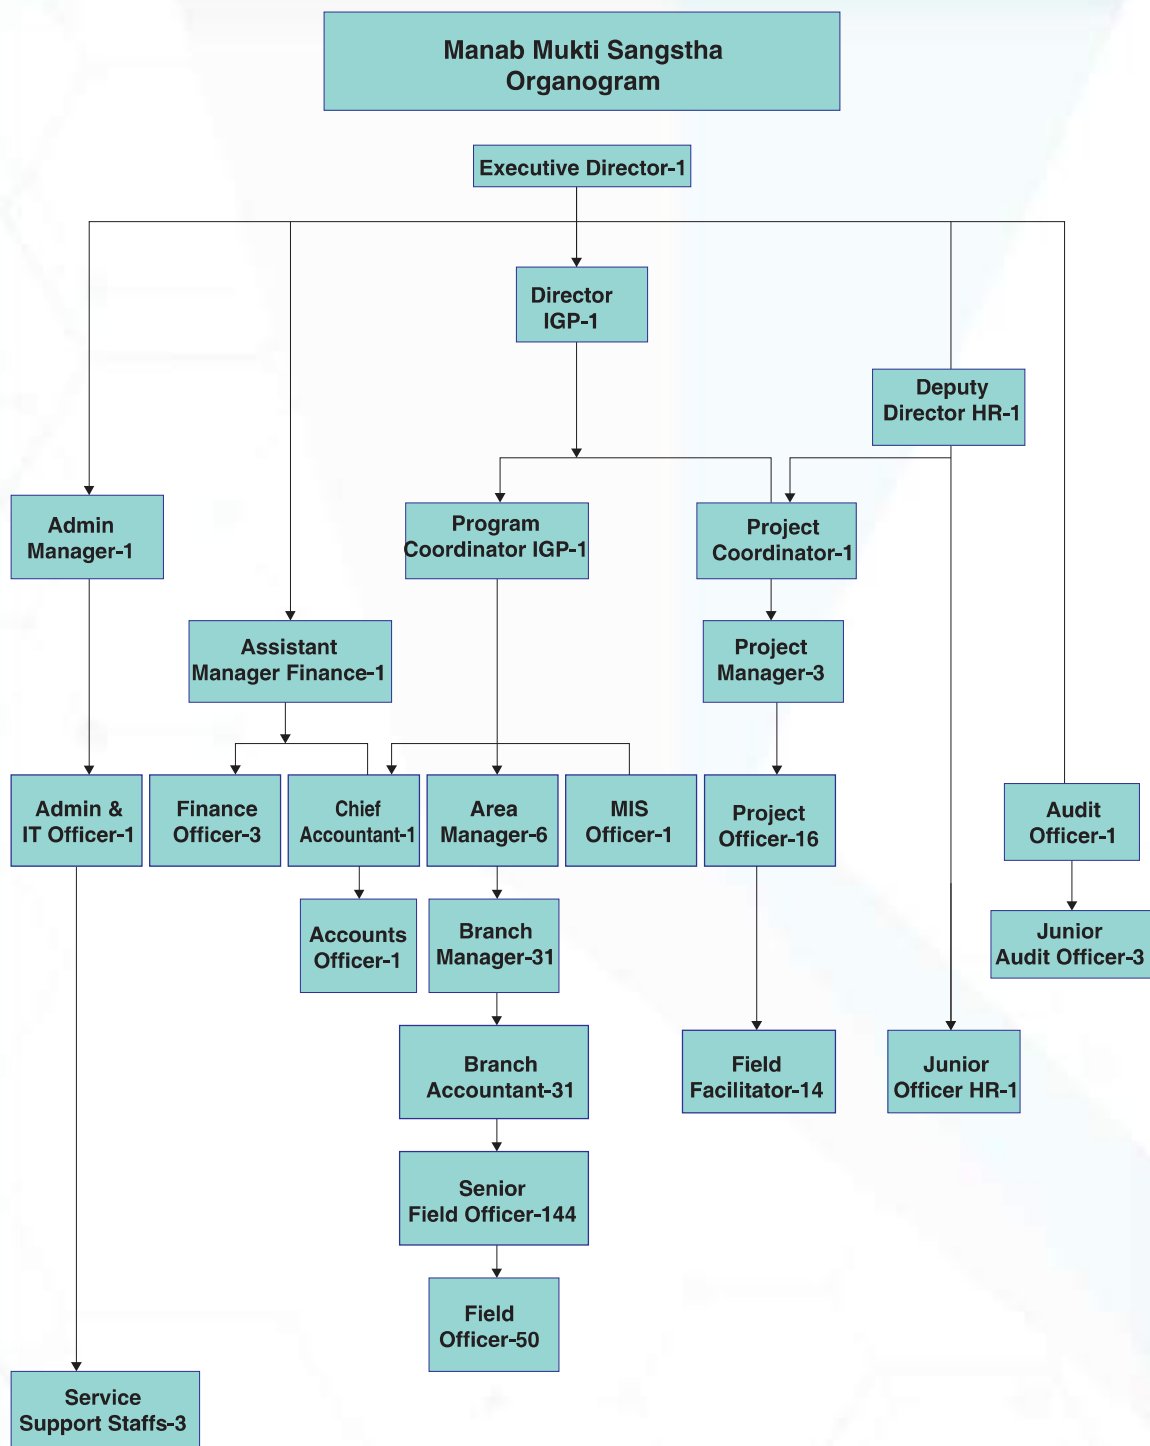 Manab Mukti Sangstha
Organogram
Executive Director-1
Director
IGP-1
Deputy
Director HR-1
Admin
Manager-1
Program
Coordinator IGP-1
Project
Coordinator-1
Assistant
Manager Finance-1
Project
Manager-3
Admin &
IT Officer-1
Finance
Officer-3
Chief
Accountant-1
Area
Manager-6
MIS
Officer-1
Project
Officer-16
Audit
Officer-1
Accounts
Officer-1
Branch
Manager-31
Junior
Audit Officer-3
Branch
Accountant-31
Field
Facilitator-14
Junior
Officer HR-1
Senior
Field Officer-144
Field
Officer-50
Service
Support Staffs-3